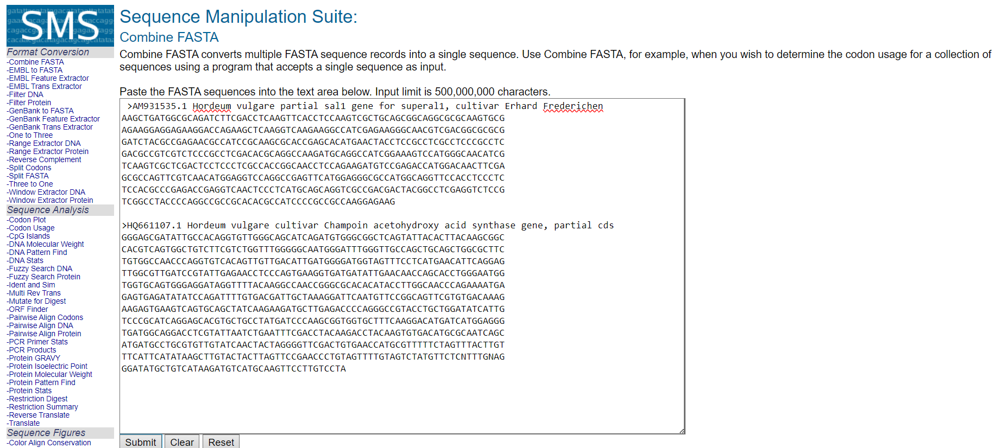 SMS
Format Conversion
-Combine FASTA
-EMBL to FASTA
-EMBL Feature Extractor
-EMBL Trans Extractor
-Filter DNA
-Filter Protein
-GenBank to FASTA
-GenBank Feature Extractor
-GenBank Trans Extractor
-One to Three
-Range Extractor DNA
-Range Extractor Protein
-Reverse Complement
-Split Codons
-Split FASTA
-Three to One
-Window Extractor DNA
-Window Extractor Protein
Sequence Analysis
-Codon Plot
-Codon Usage
-CpG Islands
-DNA Molecular Weight
-DNA Pattern Find
-DNA Stats
-Fuzzy Search DNA
-Fuzzy Search Protein
-Ident and Sim
-Multi Rev Trans
-Mutate for Digest
-ORF Finder
-Pairwise Align Codons
-Pairwise Align DNA
-Pairwise Align Protein
-PCR Primer Stats
-PCR Products
-Protein GRAVY
-Protein Isoelectric Point
-Protein Molecular Weight
-Protein Pattern Find
-Protein Stats
-Restriction Digest
-Restriction Summary
-Reverse Translate
-Translate
Sequence Figures
-Color Align Conservation
Sequence Manipulation Suite:
Combine FASTA
Combine FASTA converts multiple FASTA sequence records into a single sequence. Use Combine FASTA, for example, when you wish to determine the codon usage for a collection of
sequences using a program that accepts a single sequence as input.
Paste the FASTA sequences into the text area below. Input limit is 500,000,000 characters.
>AM931535.1 Hordeum vulgare partial sal1 gene for superal1, cultivar Erhard Frederichen
AAGCTGATGGCGCAGATCTTCGACCTCAAGTTCACCTCCAAGTCGCTGCAGCGGCAGGCGCGCAAGTGCG
AGAAGGAGGAGAAGGACCAGAAGCTCAAGGTCAAGAAGGCCATCGAGAAGGGCAACGTCGACGGCGCGCG
GATCTACGCCGAGAACGCCATCCGCAAGCGCACCGAGCACATGAACTACCTCCGCCTCGCCTCCCGCCTC
GACGCCGTCGTCTCCCGCCTCGACACGCAGGCCAAGATGCAGGCCATCGGAAAGTCCATGGGCAACATCG
TCAAGTCGCTCGACTCCTCCCTCGCCACCGGCAACCTCCAGAAGATGTCCGAGACCATGGACAACTTCGA
GCGCCAGTTCGTCAACATGGAGGTCCAGGCCGAGTTCATGGAGGGCGCCATGGCAGGTTCCACCTCCCTC
TCCACGCCCGAGACCGAGGTCAACTCCCTCATGCAGCAGGTCGCCGACGACTACGGCCTCGAGGTCTCCG
TCGGCCTACCCCAGGCCGCCGCACACGCCATCCCCGCCGCCAAGGAGAAG
>HQ661107.1 Hordeum vulgare cultivar Champoin acetohydroxy acid synthase gene, partial cds
GGGAGCGATATTGCCACAGGTGTTGGGCAGCATCAGATGTGGGCGGCTCAGTATTACACTTACAAGCGGC
CACGTCAGTGGCTGTCTTCGTCTGGTTTGGGGGCAATGGGATTTGGGTTGCCAGCTGCAGCTGGCGCTTC
TGTGGCCAACCCAGGTGTCACAGTTGTTGACATTGATGGGGATGGTAGTTTCCTCATGAACATTCAGGAG
TTGGCGTTGATCCGTATTGAGAACCTCCCAGTGAAGGTGATGATATTGAACAACCAGCACCTGGGAATGG
TGGTGCAGTGGGAGGATAGGTTTTACAAGGCCAACCGGGCGCACACATACCTTGGCAACCCAGAAAATGA
GAGTGAGATATATCCAGATTTTGTGACGATTGCTAAAGGATTCAATGTTCCGGCAGTTCGTGTGACAAAG
AAGAGTGAAGTCAGTGCAGCTATCAAGAAGATGCTTGAGACCCCAGGGCCGTACCTGCTGGATATCATTG
TCCCGCATCAGGAGCACGTGCTGCCTATGATCCCAAGCGGTGGTGCTTTCAAGGACATGATCATGGAGGG
TGATGGCAGGACCTCGTATTAATCTGAATTTCGACCTACAAGACCTACAAGTGTGACATGCGCAATCAGC
ATGATGCCTGCGTGTTGTATCAACTACTAGGGGTTCGACTGTGAACCATGCGTTTTTCTAGTTTACTTGT
TTCATTCATATAAGCTTGTACTACTTAGTTCCGAACCCTGTAGTTTTGTAGTCTATGTTCTCNTTTGNAG
GGATATGCTGTCATAAGATGTCATGCAAGTTCCTTGTCCTA
Submit
Clear
Reset